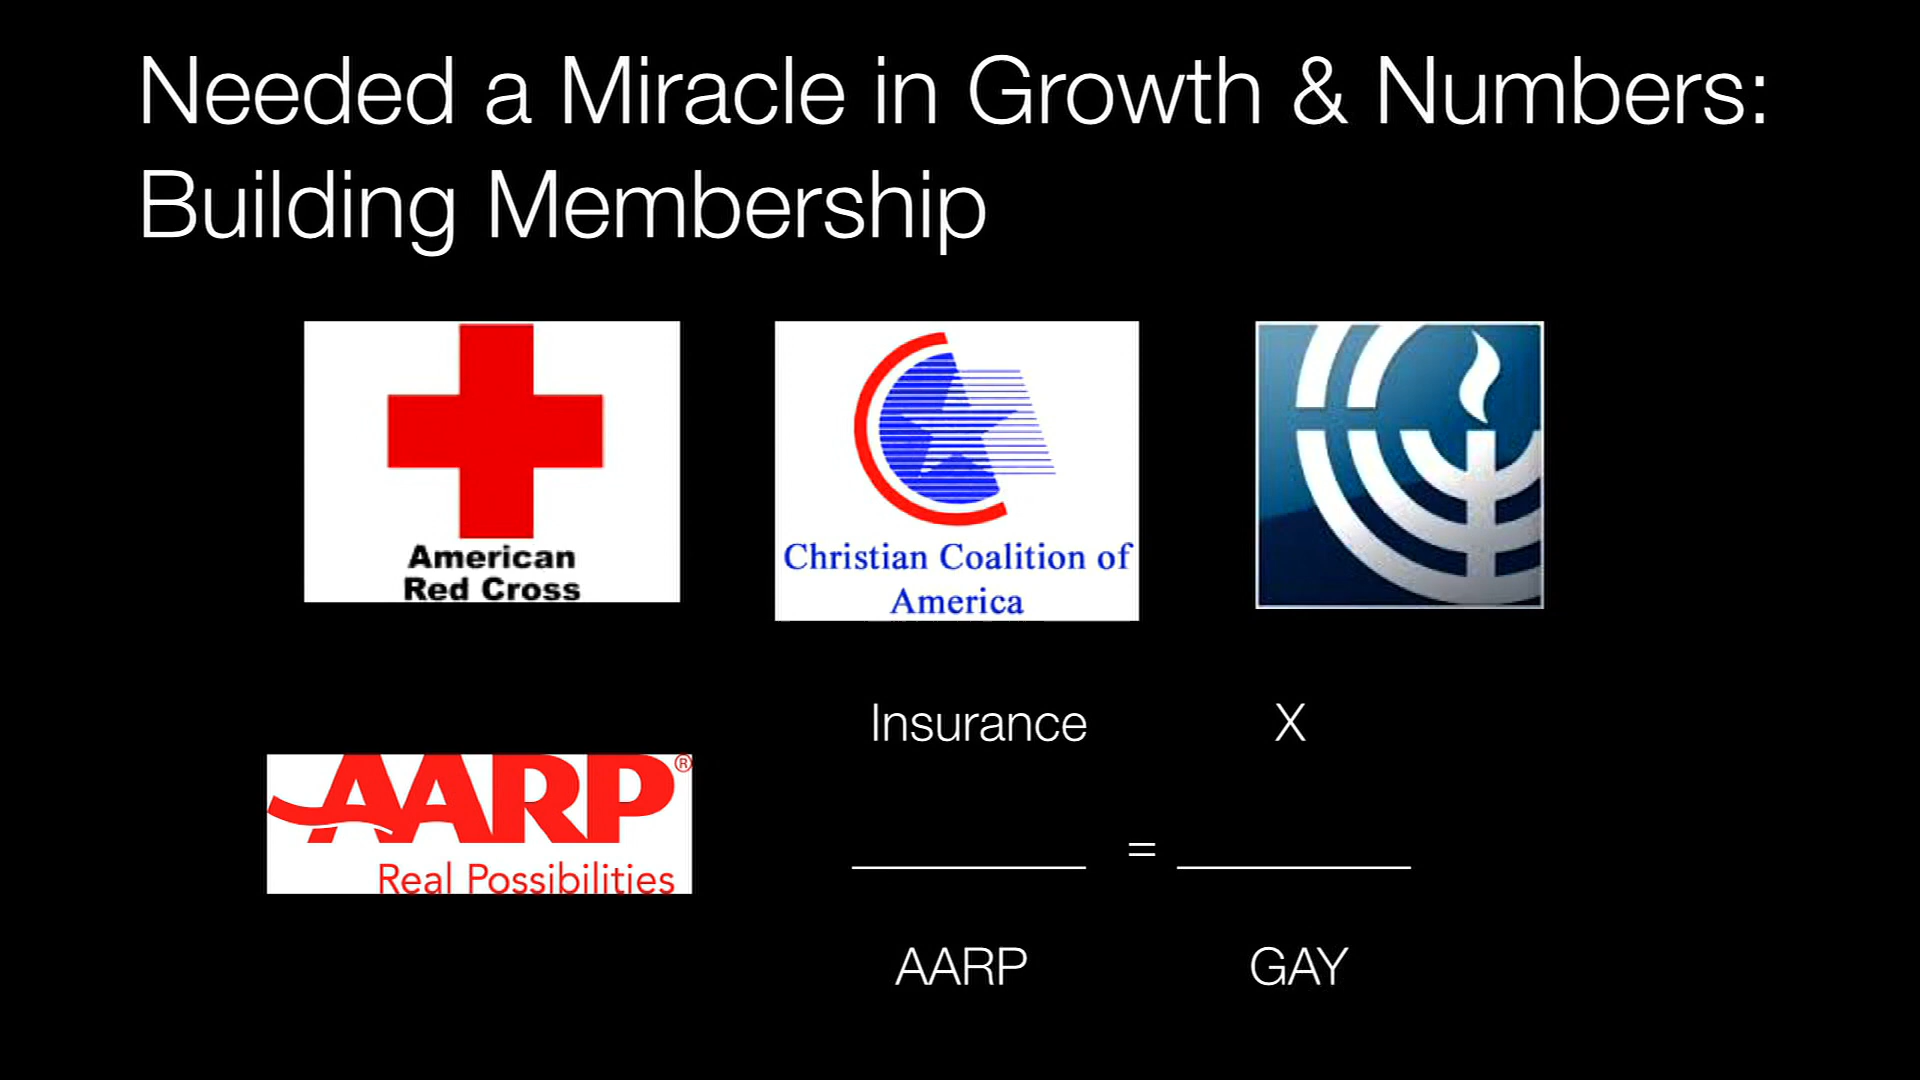 Needed a Miracle in Growth & Numbers:
Building Membership
American
Red Cross
Christian Coalition of
America
Insurance X
AARP®
Real Possibilities
=
AARP GAY